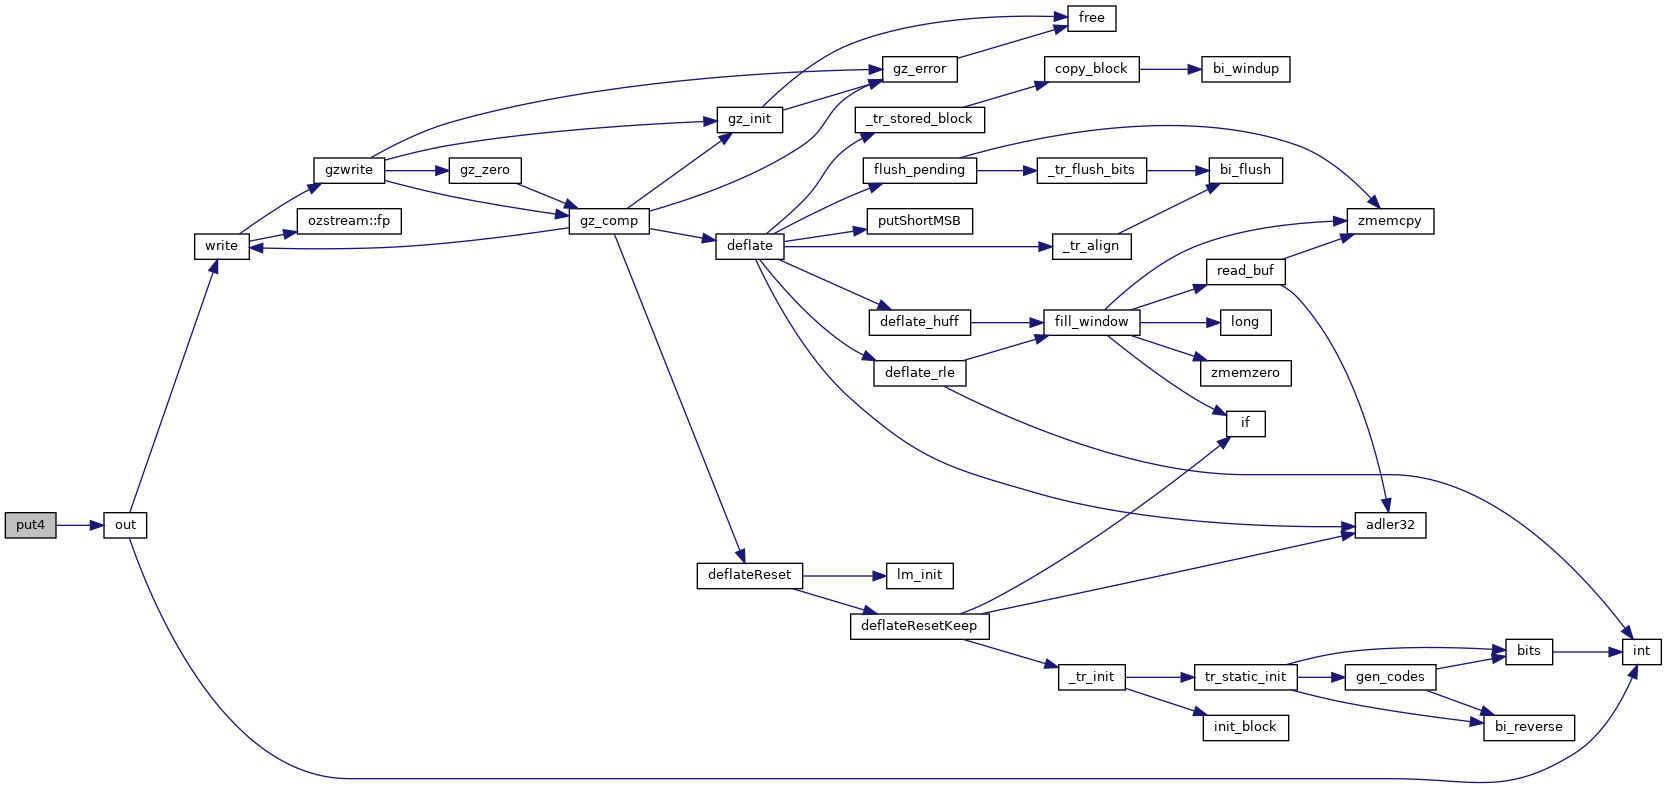 free
gz_error
copy_block
bi_windup
gz_init
_tr_stored_block
gzwrite
gz_zero
flush_pending
_tr_flush_bits
bi_flush
ozstream::fp
gz_comp
putShortMSB
zmemcpy
write
deflate
_tr_align
read_buf
deflate_huff
fill_window
long
deflate_rle
zmemzero
if
put4
out
adler32
deflateReset
lm_init
deflateResetKeep
bits
int
_tr_init
tr_static_init
gen_codes
init_block
bi_reverse